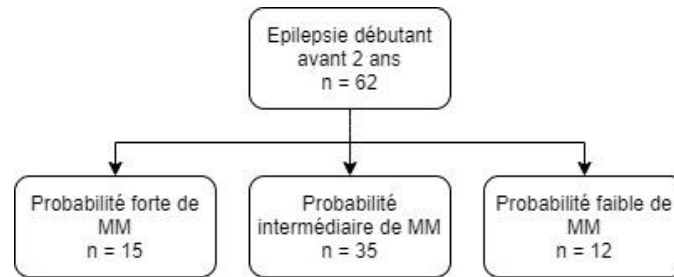 Epilepsie débutant
avant 2 ans
n = 62
Probabilité forte de
MM
n = 15
Probabilité
intermédiaire de MM
n = 35
Probabilité faible de
MM
n = 12